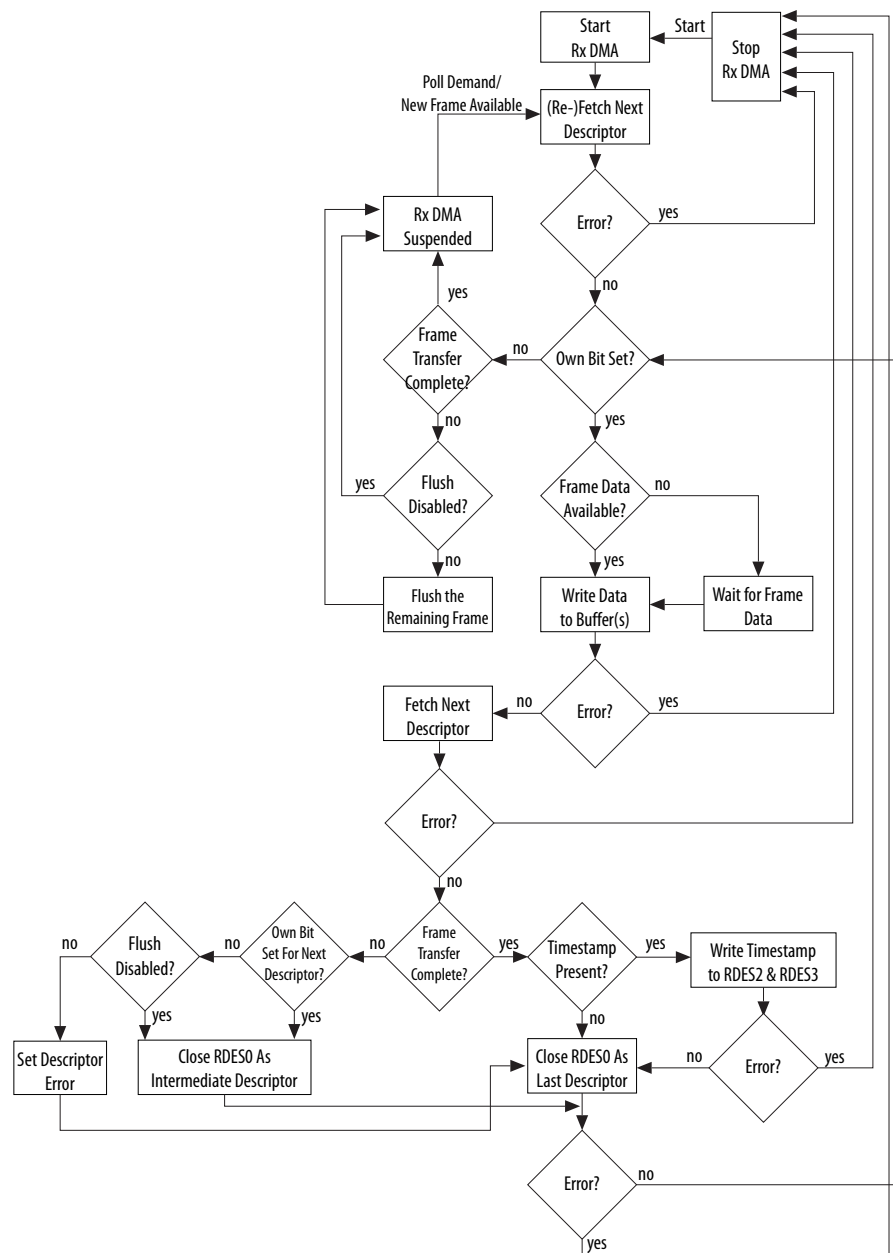 Start
Rx DMA
Start
Stop
Rx DMA
Poll Demand/
New Frame Available
(Re-)Fetch Next
Descriptor
Rx DMA
Suspended
Error?
yes
no
yes
Frame
Transfer
Complete?
no
Own Bit Set?
no
yes
yes
Flush
Disabled?
Frame Data
Available?
no
no
yes
Flush the
Remaining Frame
Write Data
to Buffer(s)
Wait for Frame
Data
Fetch Next
Descriptor
no
Error?
yes
Error?
no
no
Flush
Disabled?
no
Own Bit
Set For Next
Descriptor?
no
Frame
Transfer
Complete?
yes
Timestamp
Present?
yes
Write Timestamp
to RDES2 & RDES3
yes
yes
no
Set Descriptor
Error
Close RDES0 As
Intermediate Descriptor
Close RDES0 As
Last Descriptor
no
Error?
yes
Error?
no
yes